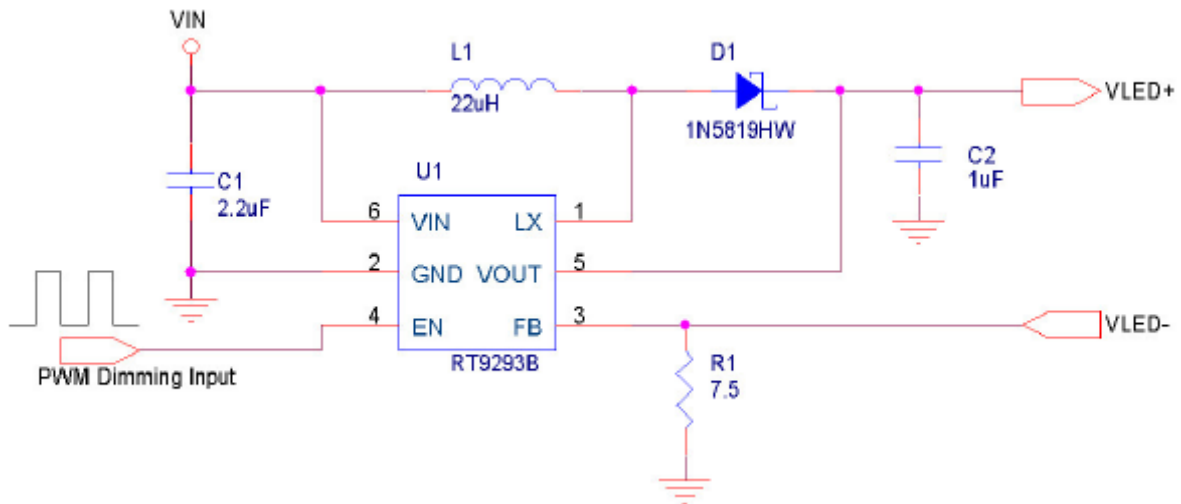 VIN
L1
22uH
D1
1N5819HW
VLED+
C1
2.2uF
U1
C2
1uF
6 VIN LX 1
2 GND VOUT 5
4 EN FB 3
RT9293B
VLED-
PWM Dimming Input
R1
7.5